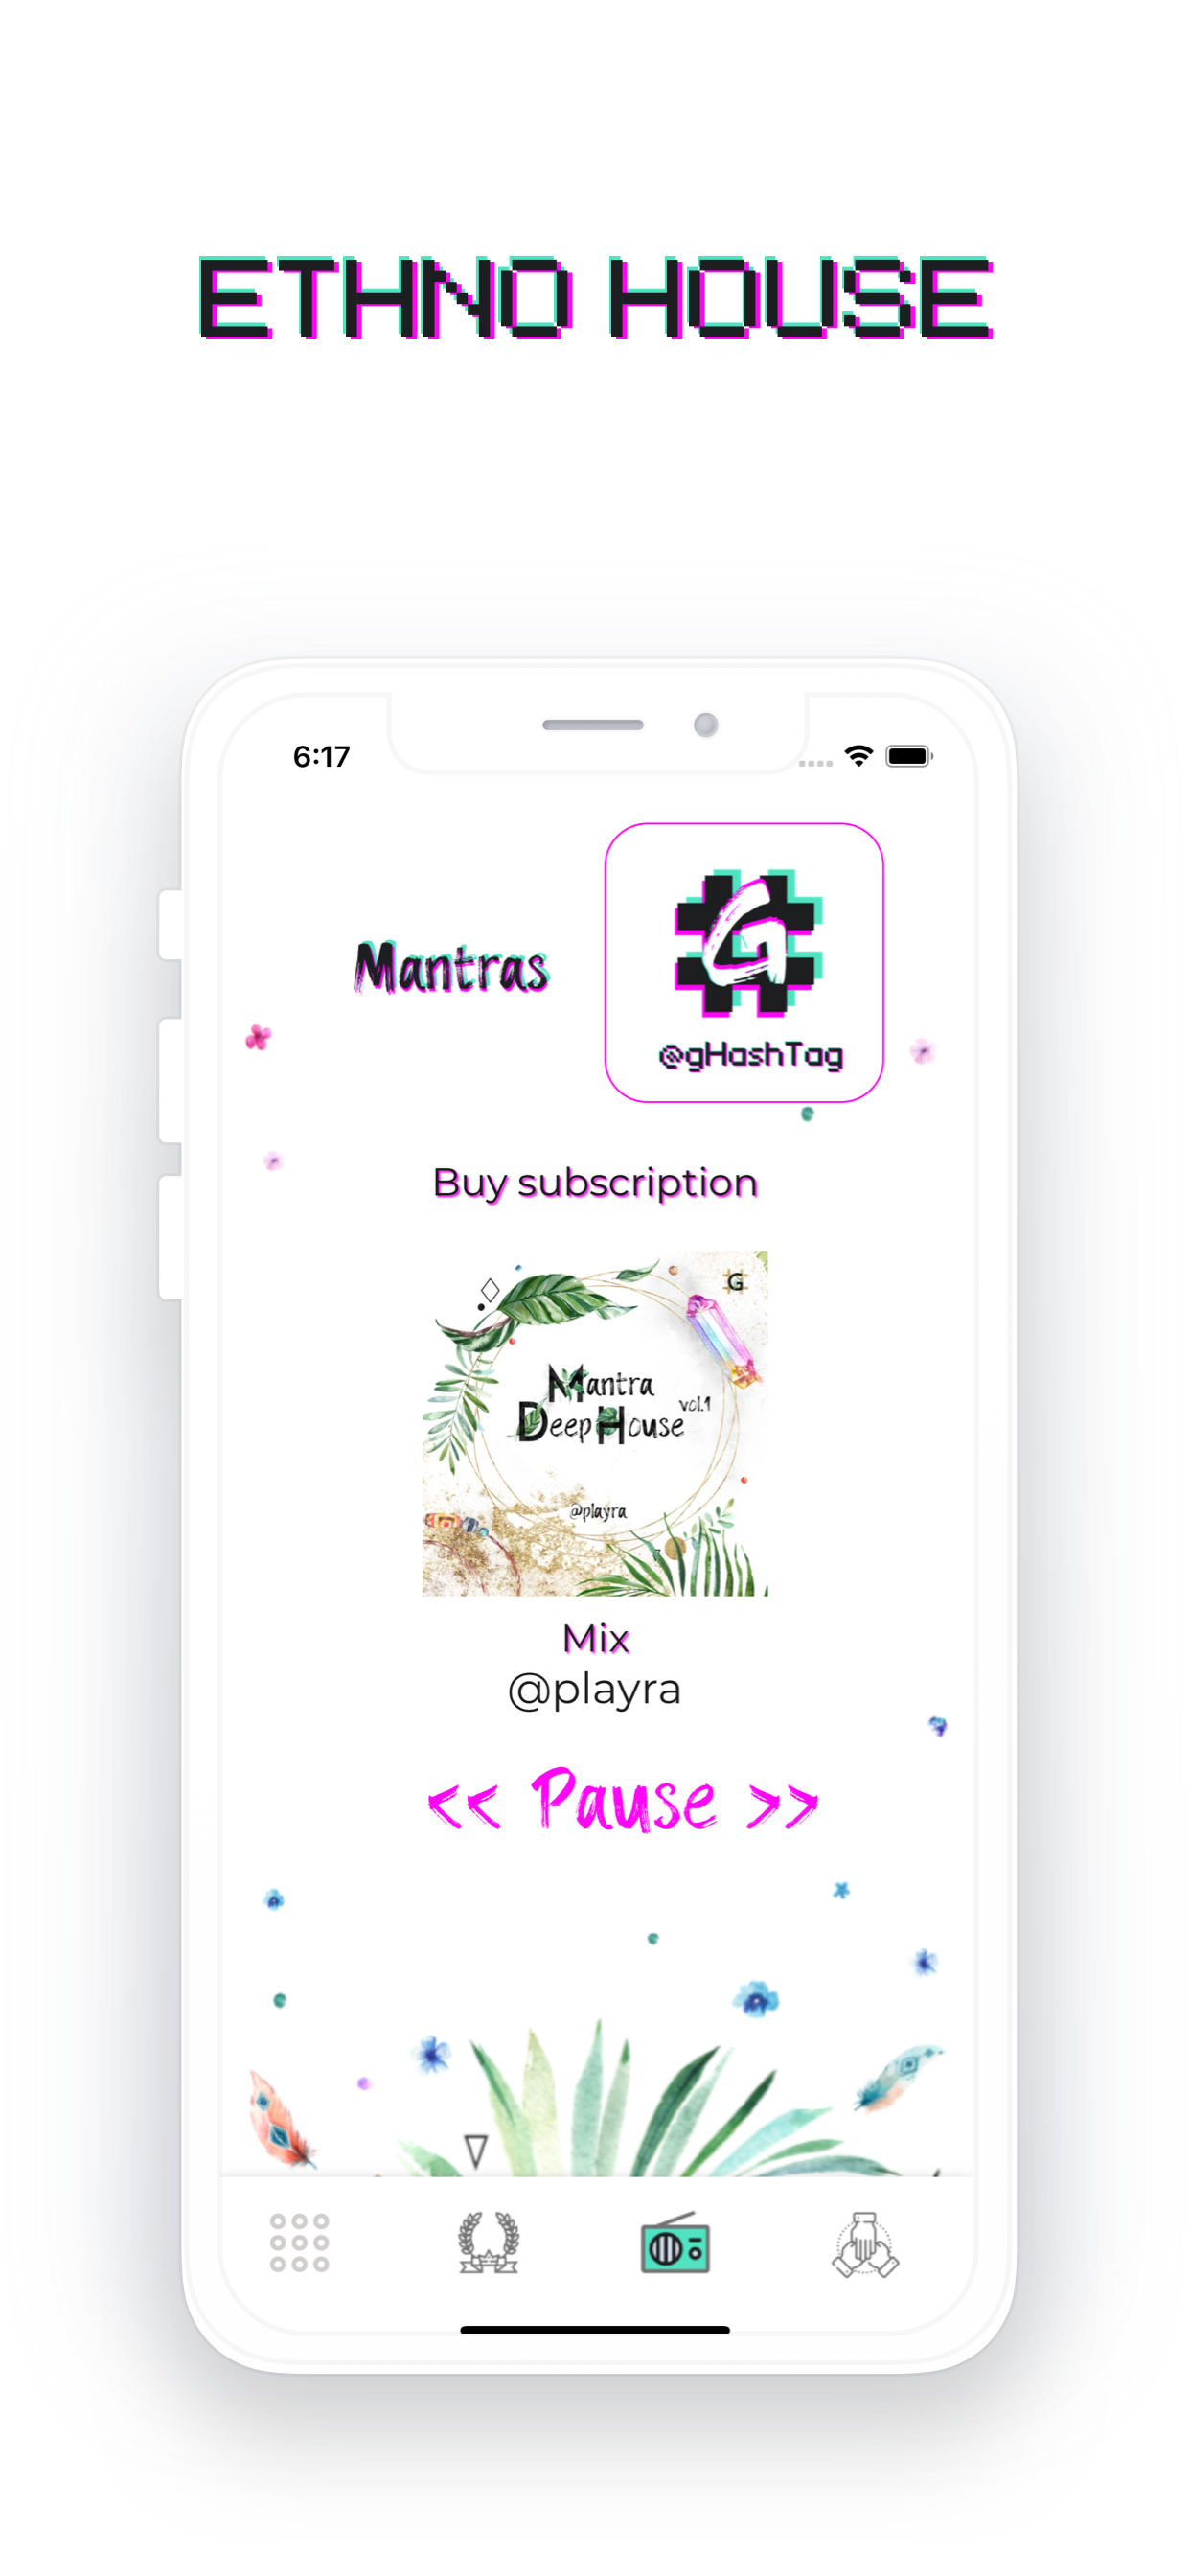 ETHNO HOUSE
6:17
Mantras
G
@gHashTag
Buy subscription
G
Mantra
Deep House vol.1
@playra
Mix
@playra
<< Pause >>